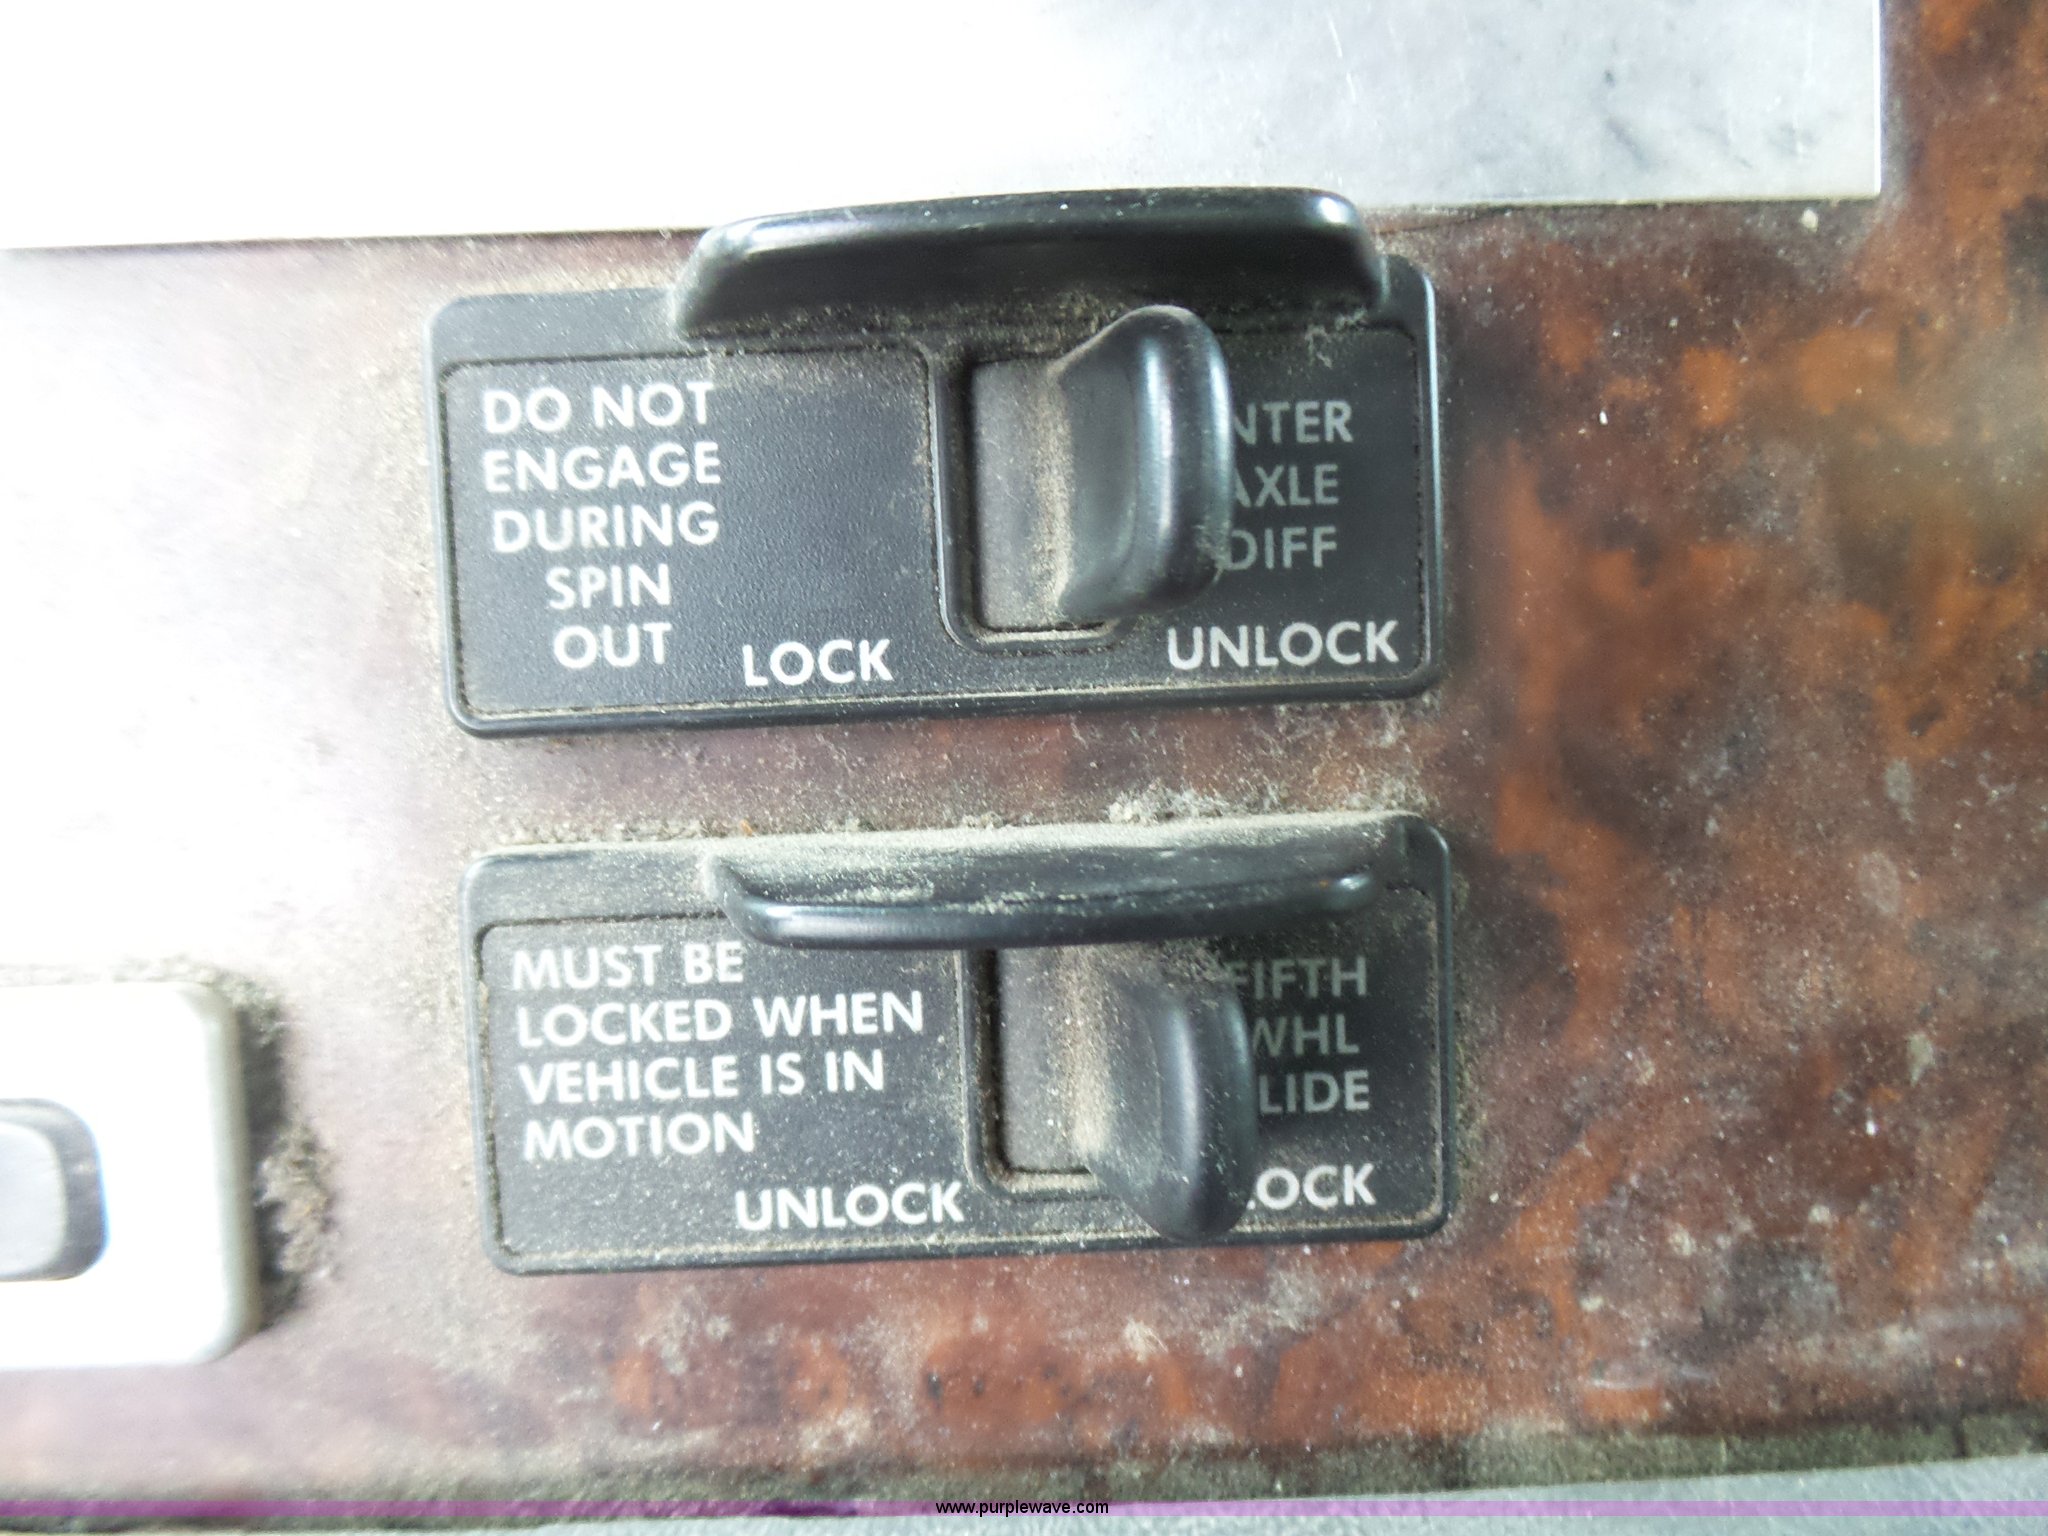 DO NOT
ENGAGE
DURING
SPIN
OUT
LOCK
NTER
AXLE
DIFF
UNLOCK
MUST BE
LOCKED WHEN
VEHICLE IS IN
MOTION
UNLOCK
FIFTH
WHL
LIDE
LOCK
www.purplewave.com